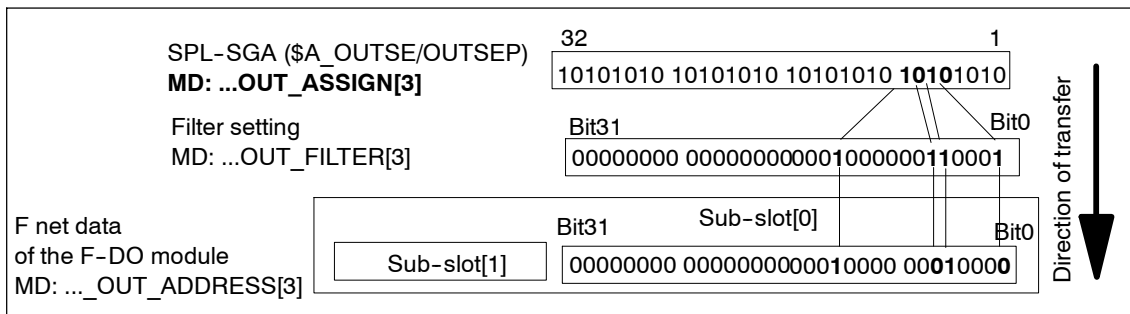 SPL-SGA ($A_OUTSE/OUTSEP)
MD: ...OUT_ASSIGN[3]
32 1
10101010 10101010 10101010 10101010
Filter setting
MD: ...OUT_FILTER[3]
Bit31 Bit0
00000000 000000000001000000110001
F net data
of the F-DO module
MD: ..._OUT_ADDRESS[3]
Sub-slot[0]
Bit31 Bit0
Sub-slot[1]
00000000 0000000000010000 00010000
Direction of transfer